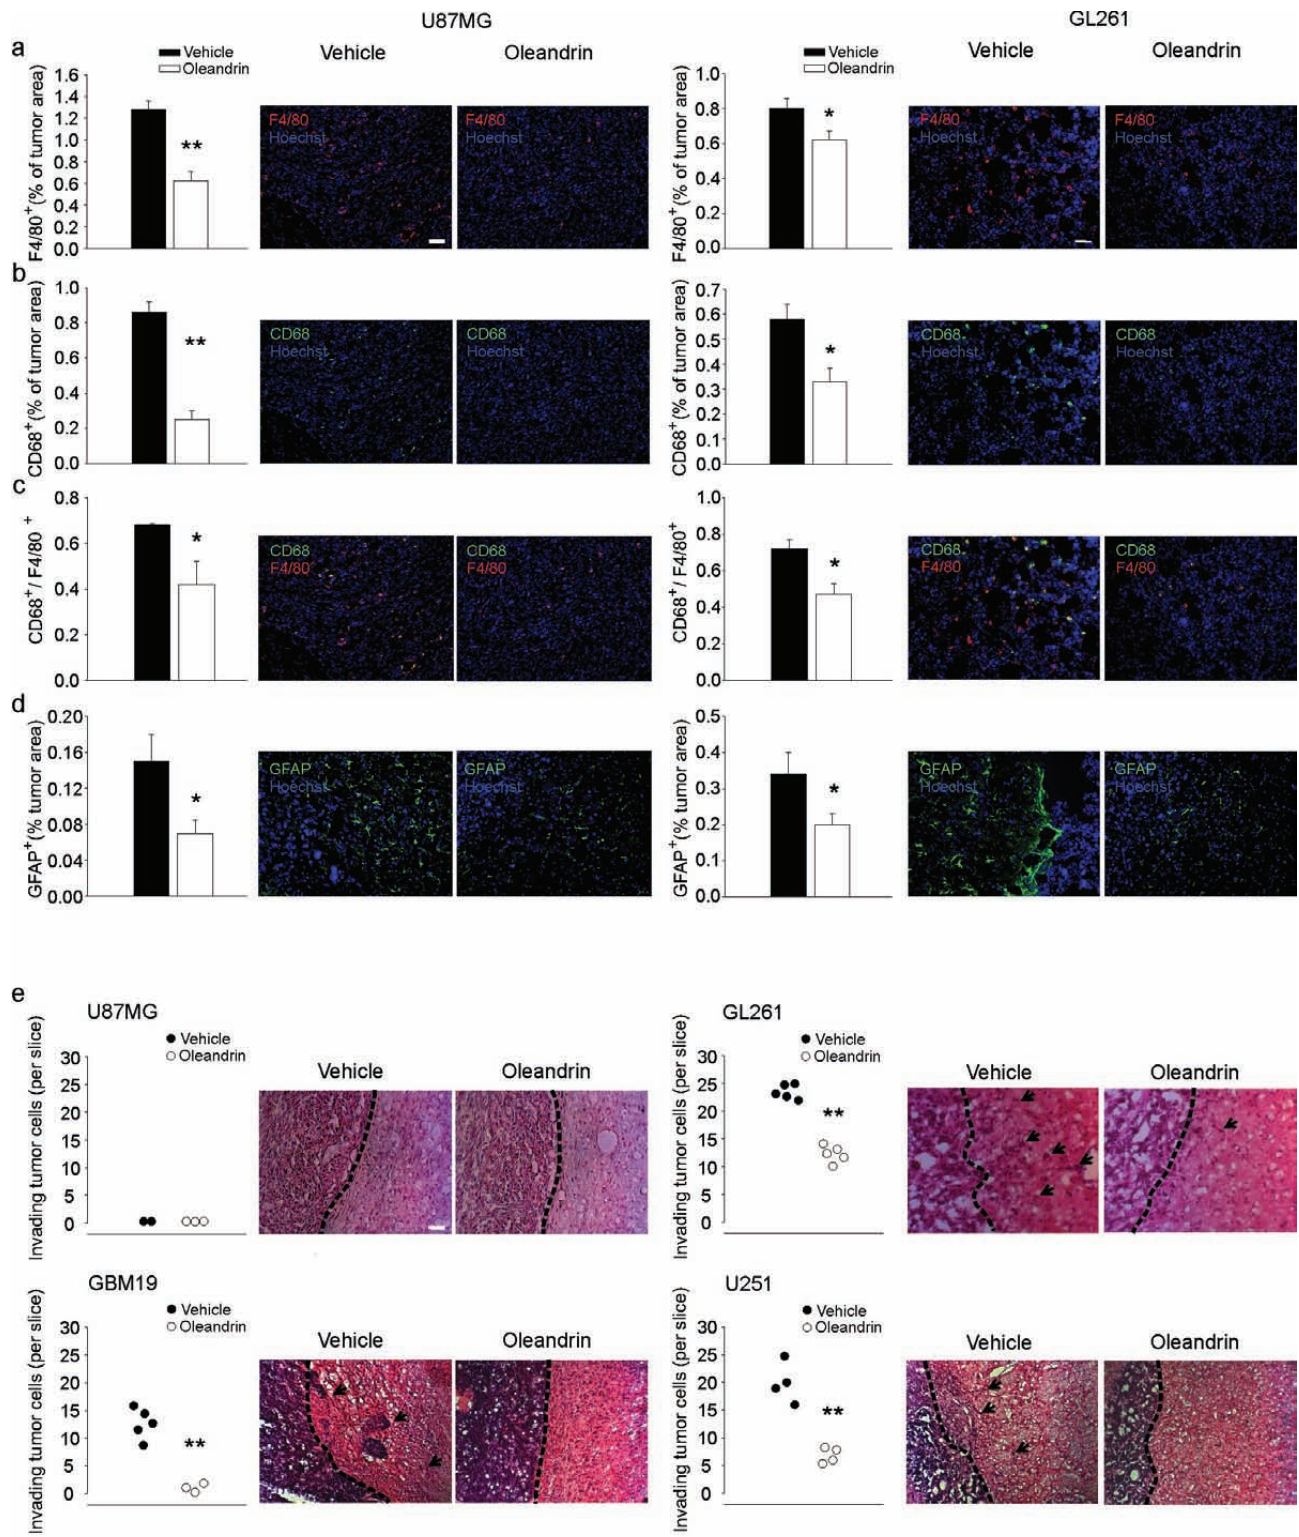 U87MG
GL261
a
Vehicle
Oleandrin
Vehicle
Oleandrin
Vehicle
Oleandrin
Vehicle
Oleandrin
F4/80+(% of tumor area)
1.6
1.4
1.2
1.0
0.8
0.6
0.4
0.2
0.0
**
F4/80
Hoechst
F4/80
Hoechst
F4/80+(% of tumor area)
1.0
0.8
0.6
0.4
0.2
0.0
*
F4/80
Hoechst
F4/80
Hoechst
b
CD68+(% of tumor area)
1.0
0.8
0.6
0.4
0.2
0.0
**
CD68
Hoechst
CD68
Hoechst
CD68+(% of tumor area)
0.7
0.6
0.5
0.4
0.3
0.2
0.1
0.0
*
CD68
Hoechst
CD68
Hoechst
c
CD68+/ F4/80 +
0.8
0.6
0.4
0.2
0.0
*
CD68
F4/80
CD68
F4/80
CD68+/ F4/80+
1.0
0.8
0.6
0.4
0.2
0.0
*
CD68
F4/80
CD68
F4/80
d
GFAP+(% tumor area)
0.20
0.16
0.12
0.08
0.04
0.00
*
GFAP
Hoechst
GFAP
Hoechst
GFAP+(% tumor area)
0.5
0.4
0.3
0.2
0.1
0.0
*
GFAP
Hoechst
GFAP
Hoechst
e
U87MG
Vehicle
Oleandrin
Invading tumor cells (per slice)
30
25
20
15
10
5
0
Vehicle
Oleandrin
GL261
Vehicle
Oleandrin
Invading tumor cells (per slice)
30
25
20
15
10
5
0
**
Vehicle
Oleandrin
GBM19
Vehicle
Oleandrin
Invading tumor cells (per slice)
30
25
20
15
10
5
0
**
Vehicle
Oleandrin
U251
Vehicle
Oleandrin
Invading tumor cells (per slice)
30
25
20
15
10
5
0
**
Vehicle
Oleandrin